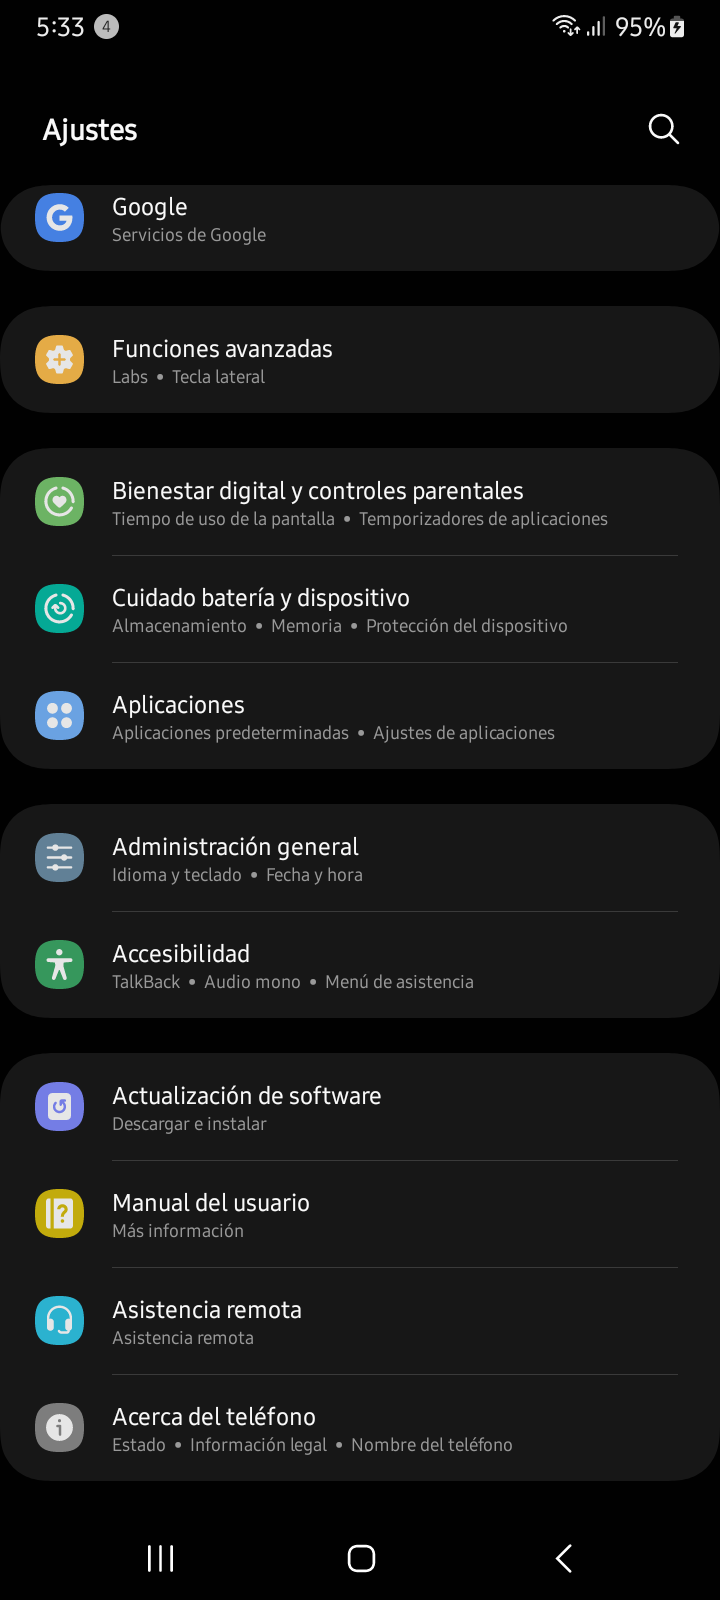 5:33 4 95%
Ajustes
Google
Servicios de Google
Funciones avanzadas
Labs • Tecla lateral
Bienestar digital y controles parentales
Tiempo de uso de la pantalla • Temporizadores de aplicaciones
Cuidado batería y dispositivo
Almacenamiento • Memoria • Protección del dispositivo
Aplicaciones
Aplicaciones predeterminadas • Ajustes de aplicaciones
Administración general
Idioma y teclado • Fecha y hora
Accesibilidad
TalkBack • Audio mono • Menú de asistencia
Actualización de software
Descargar e instalar
Manual del usuario
Más información
Asistencia remota
Asistencia remota
Acerca del teléfono
Estado • Información legal • Nombre del teléfono